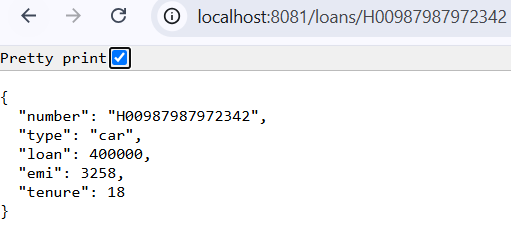 localhost:8081/loans/H00987987972342
Pretty print
{
"number": "H00987987972342",
"type": "car",
"loan": 400000,
"emi": 3258,
"tenure": 18
}